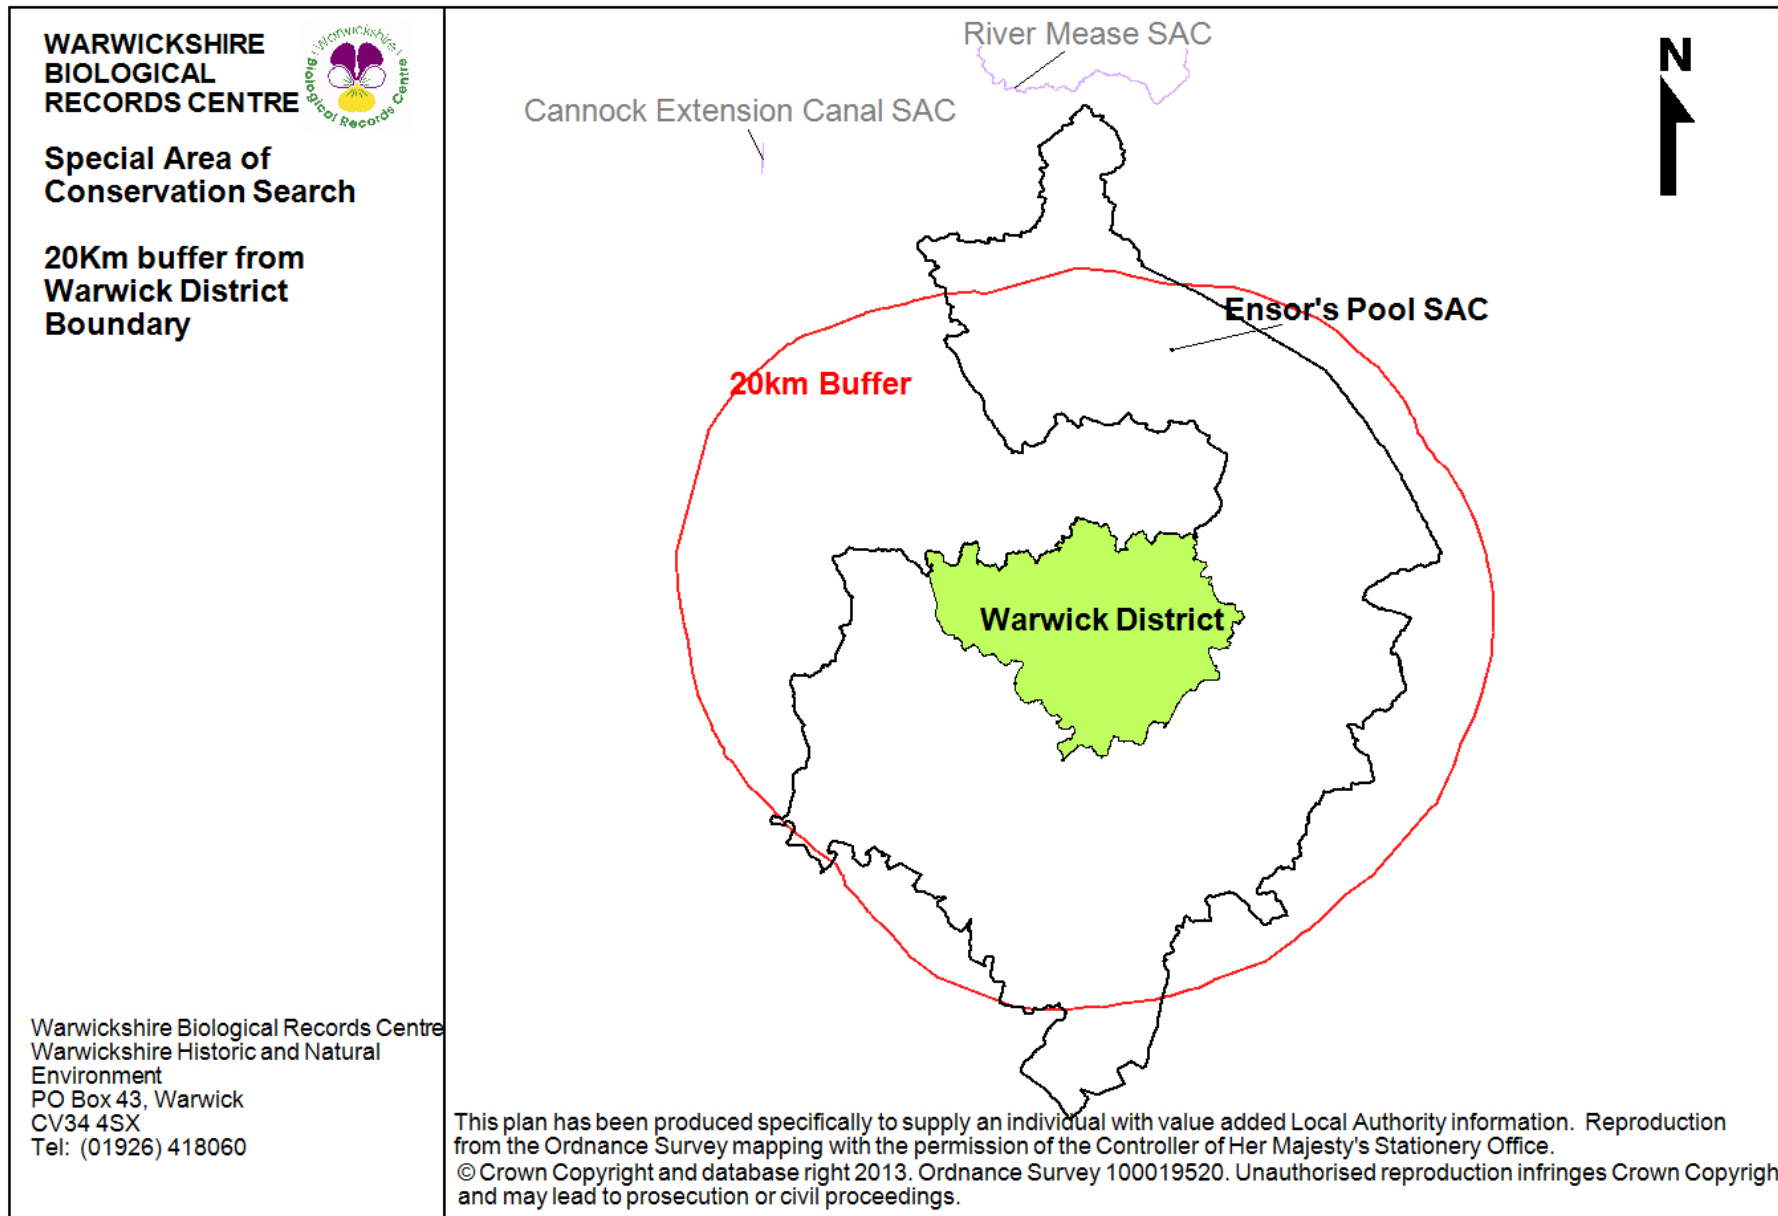 WARWICKSHIRE
BIOLOGICAL
RECORDS CENTRE
Warwickshire
Biological Records Centre
Special Area of
Conservation Search
20Km buffer from
Warwick District
Boundary
River Mease SAC
Cannock Extension Canal SAC
N
Ensor's Pool SAC
20km Buffer
Warwick District
Warwickshire Biological Records Centre
Warwickshire Historic and Natural
Environment
PO Box 43, Warwick
CV34 4SX
Tel: (01926) 418060
This plan has been produced specifically to supply an individual with value added Local Authority information. Reproduction
from the Ordnance Survey mapping with the permission of the Controller of Her Majesty's Stationery Office.
© Crown Copyright and database right 2013. Ordnance Survey 100019520. Unauthorised reproduction infringes Crown Copyrigh
and may lead to prosecution or civil proceedings.